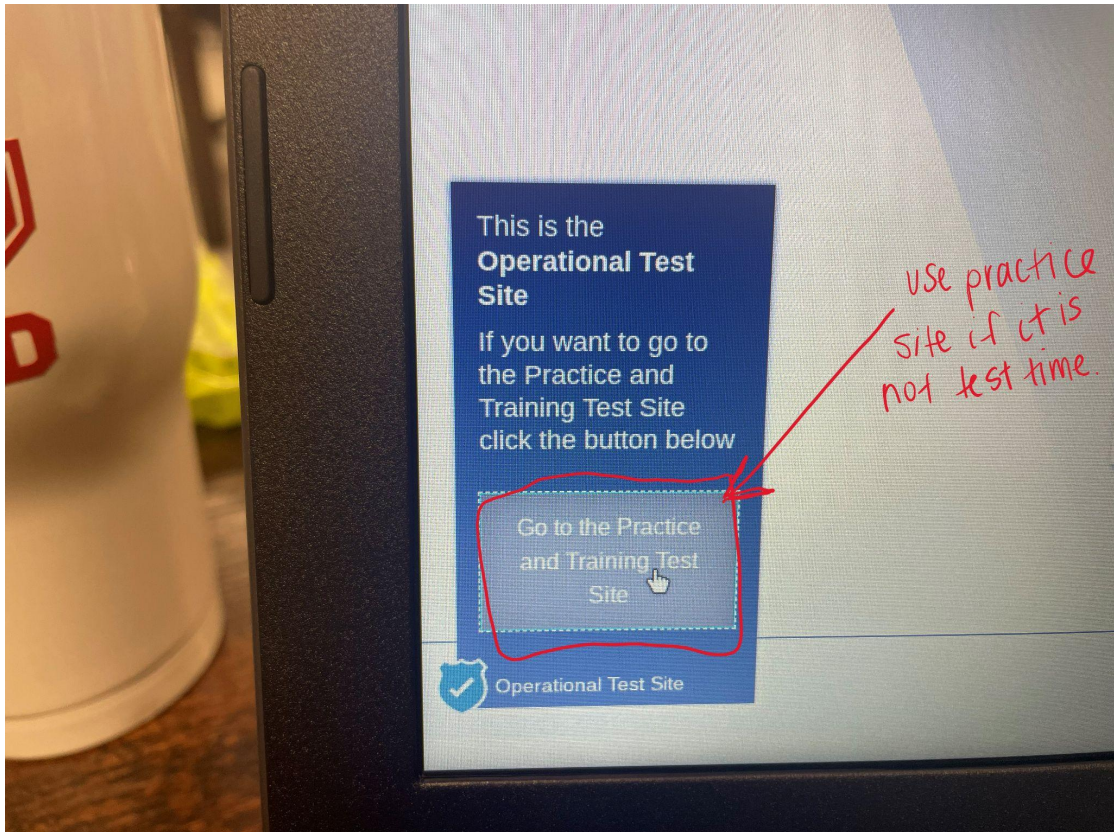 This is the
Operational Test
Site
If you want to go to
the Practice and
Training Test Site
click the button below
Go to the Practice
and Training Test
Site
Operational Test Site
use practice
site if it is
not test time.